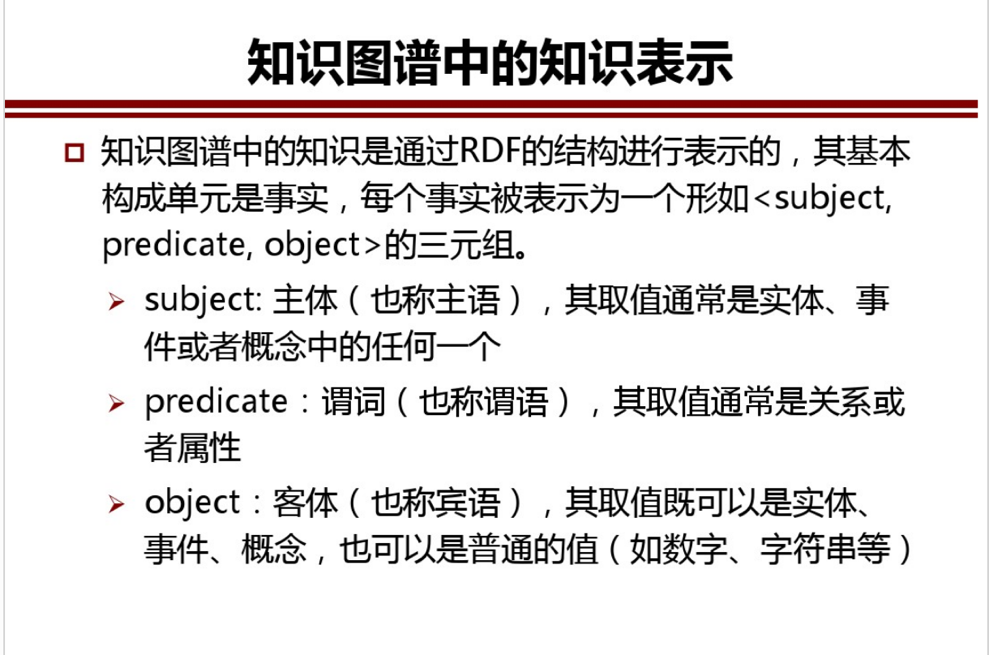 知识图谱中的知识表示
知识图谱中的知识是通过RDF的结构进行表示的，其基本
构成单元是事实，每个事实被表示为一个形如<subject,
predicate, object>的三元组。
subject: 主体（也称主语），其取值通常是实体、事
件或者概念中的任何一个
predicate：谓词（也称谓语），其取值通常是关系或
者属性
object：客体（也称宾语），其取值既可以是实体、
事件、概念，也可以是普通的值（如数字、字符串等）